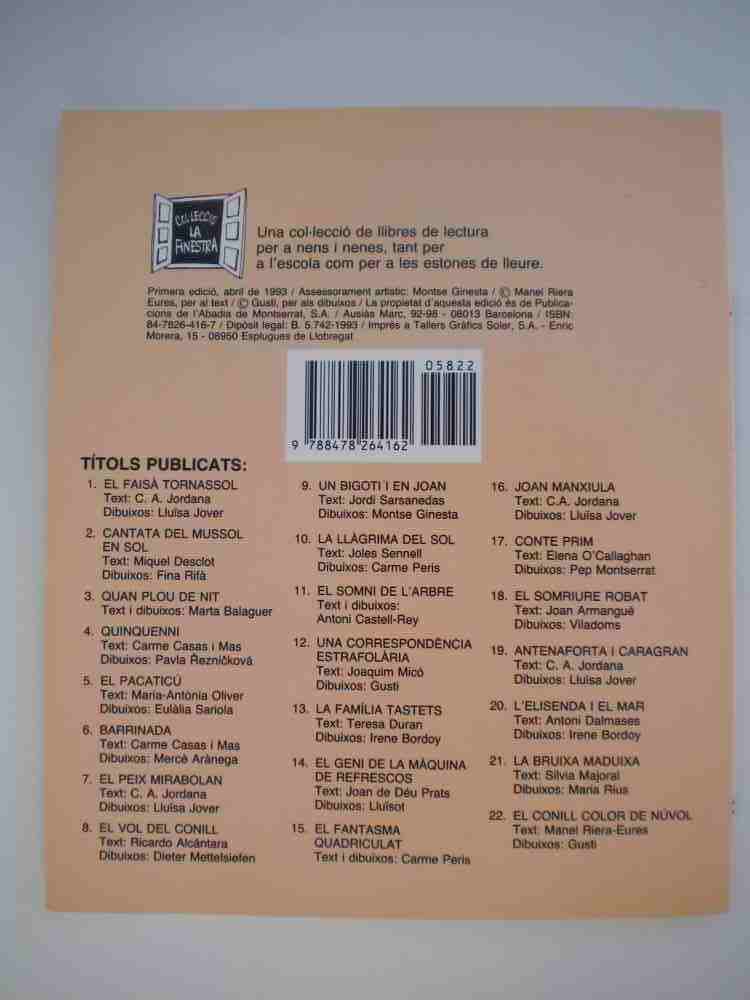 COL·LECCIÓ
LA
FINESTRA
Una col·lecció de llibres de lectura
per a nens i nenes, tant per
a l'escola com per a les estones de lleure.
Primera edició, abril de 1993 / Assessorament artístic: Montse Ginesta / © Manel Riera
Eures, per al text / © Gusti, per als dibuixos / La propietat d'aquesta edició és de Publica-
cions de l'Abadia de Montserrat, S.A. / Ausiàs Marc, 92-98 - 08013 Barcelona / ISBN:
84-7826-416-7 / Dipòsit legal: B. 5.742-1993 / Imprès a Tallers Gràfics Soler, S.A. - Enric
Morera, 15 - 08950 Esplugues de Llobregat
05822
9 788478 264162
TÍTOLS PUBLICATS:
1. EL FAISÀ TORNASSOL
Text: C. A. Jordana
Dibuixos: Lluïsa Jover
2. CANTATA DEL MUSSOL
EN SOL
Text: Miquel Desclot
Dibuixos: Fina Rifà
3. QUAN PLOU DE NIT
Text i dibuixos: Marta Balaguer
4. QUINQUENNI
Text: Carme Casas i Mas
Dibuixos: Pavla Řezníčková
5. EL PACATICÚ
Text: Maria-Antònia Oliver
Dibuixos: Eulàlia Sariola
6. BARRINADA
Text: Carme Casas i Mas
Dibuixos: Mercè Arànega
7. EL PEIX MIRABOLAN
Text: C. A. Jordana
Dibuixos: Lluïsa Jover
8. EL VOL DEL CONILL
Text: Ricardo Alcántara
Dibuixos: Dieter Mettelsiefen
9. UN BIGOTI I EN JOAN
Text: Jordi Sarsanedas
Dibuixos: Montse Ginesta
10. LA LLÀGRIMA DEL SOL
Text: Joles Sennell
Dibuixos: Carme Peris
11. EL SOMNI DE L'ARBRE
Text i dibuixos:
Antoni Castell-Rey
12. UNA CORRESPONDÈNCIA
ESTRAFOLÀRIA
Text: Joaquim Micó
Dibuixos: Gusti
13. LA FAMÍLIA TASTETS
Text: Teresa Duran
Dibuixos: Irene Bordoy
14. EL GENI DE LA MÀQUINA
DE REFRESCOS
Text: Joan de Déu Prats
Dibuixos: Lluïsot
15. EL FANTASMA
QUADRICULAT
Text i dibuixos: Carme Peris
16. JOAN MANXIULA
Text: C.A. Jordana
Dibuixos: Lluïsa Jover
17. CONTE PRIM
Text: Elena O'Callaghan
Dibuixos: Pep Montserrat
18. EL SOMRIURE ROBAT
Text: Joan Armangué
Dibuixos: Viladoms
19. ANTENAFORTA I CARAGRAN
Text: C. A. Jordana
Dibuixos: Lluïsa Jover
20. L'ELISENDA I EL MAR
Text: Antoni Dalmases
Dibuixos: Irene Bordoy
21. LA BRUIXA MADUIXA
Text: Sílvia Majoral
Dibuixos: Maria Rius
22. EL CONILL COLOR DE NÚVOL
Text: Manel Riera-Eures
Dibuixos: Gusti